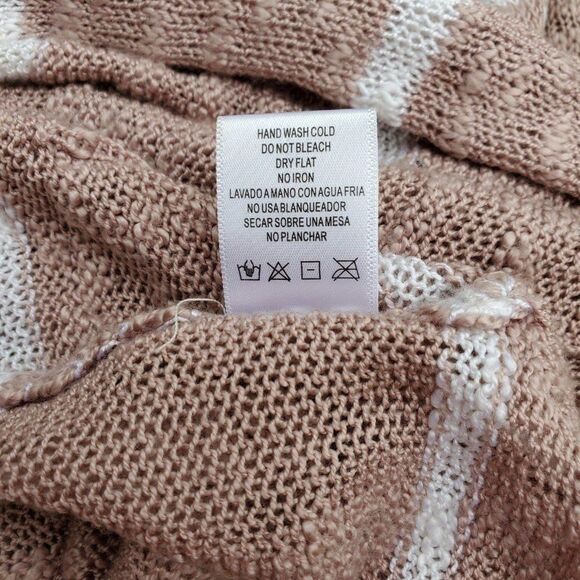 HAND WASH COLD
DO NOT BLEACH
DRY FLAT
NO IRON
LAVADO A MANO CON AGUA FRIA
NO USA BLANQUEADOR
SECAR SOBRE UNA MESA
NO PLANCHAR